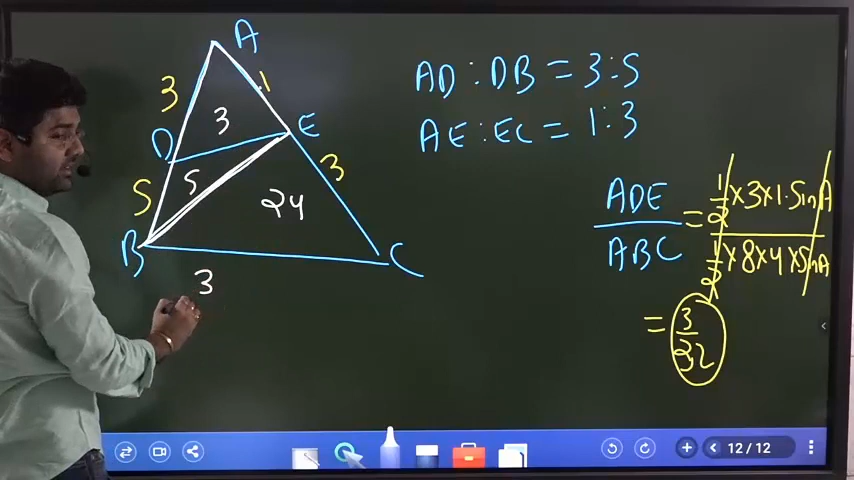 A
AD : DB = 3:5
3
1
3
AE : EC = 1:3
D
E
5
5
3
24
ADE
ABC
=
1/2 × 3 × 1 · Sin A
1/2 × 8 × 4 × Sin A
B
C
3
= 3/32
12 / 12